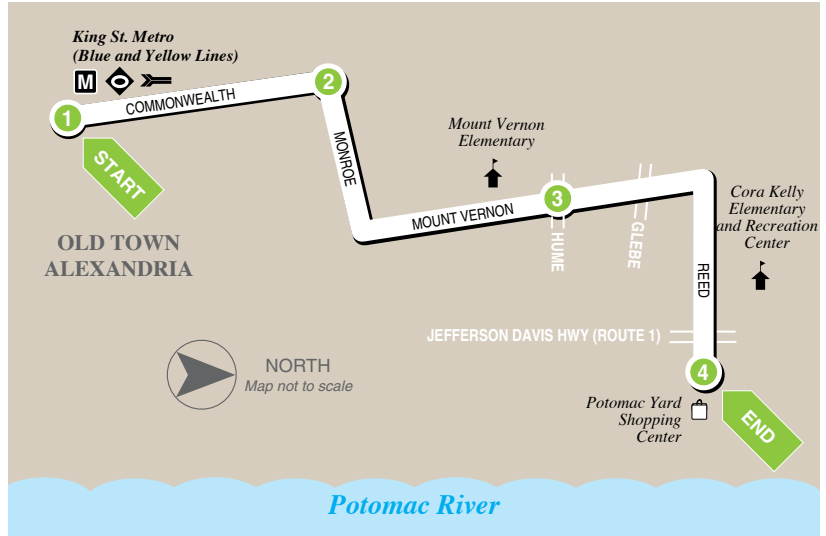 King St. Metro
(Blue and Yellow Lines)
M
1
COMMONWEALTH
2
START
OLD TOWN
ALEXANDRIA
MONROE
Mount Vernon
Elementary
MOUNT VERNON
3
HUME
GLEBE
Cora Kelly
Elementary
and Recreation
Center
REED
JEFFERSON DAVIS HWY (ROUTE 1)
NORTH
Map not to scale
4
END
Potomac Yard
Shopping
Center
Potomac River